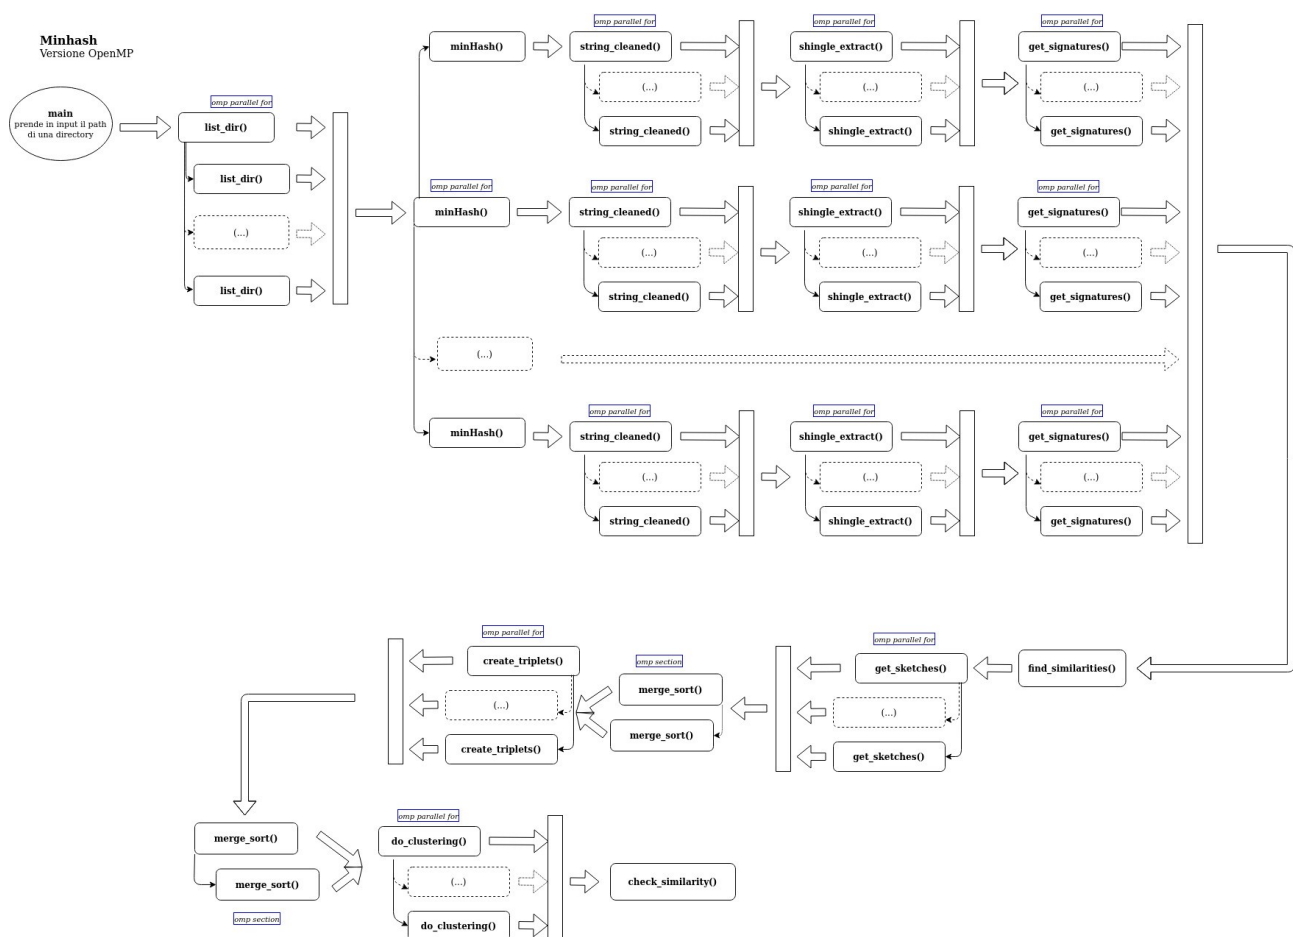 Minhash
Versione OpenMP
main
prende in input il path
di una directory
omp parallel for
list_dir()
list_dir()
(...)
list_dir()
omp parallel for
minHash()
minHash()
(...)
minHash()
omp parallel for
string_cleaned()
(...)
string_cleaned()
omp parallel for
shingle_extract()
(...)
shingle_extract()
omp parallel for
get_signatures()
(...)
get_signatures()
omp parallel for
string_cleaned()
(...)
string_cleaned()
omp parallel for
shingle_extract()
(...)
shingle_extract()
omp parallel for
get_signatures()
(...)
get_signatures()
omp parallel for
string_cleaned()
(...)
string_cleaned()
omp parallel for
shingle_extract()
(...)
shingle_extract()
omp parallel for
get_signatures()
(...)
get_signatures()
find_similarities()
omp parallel for
get_sketches()
(...)
get_sketches()
omp section
merge_sort()
merge_sort()
omp parallel for
create_triplets()
(...)
create_triplets()
merge_sort()
merge_sort()
omp section
omp parallel for
do_clustering()
(...)
do_clustering()
check_similarity()